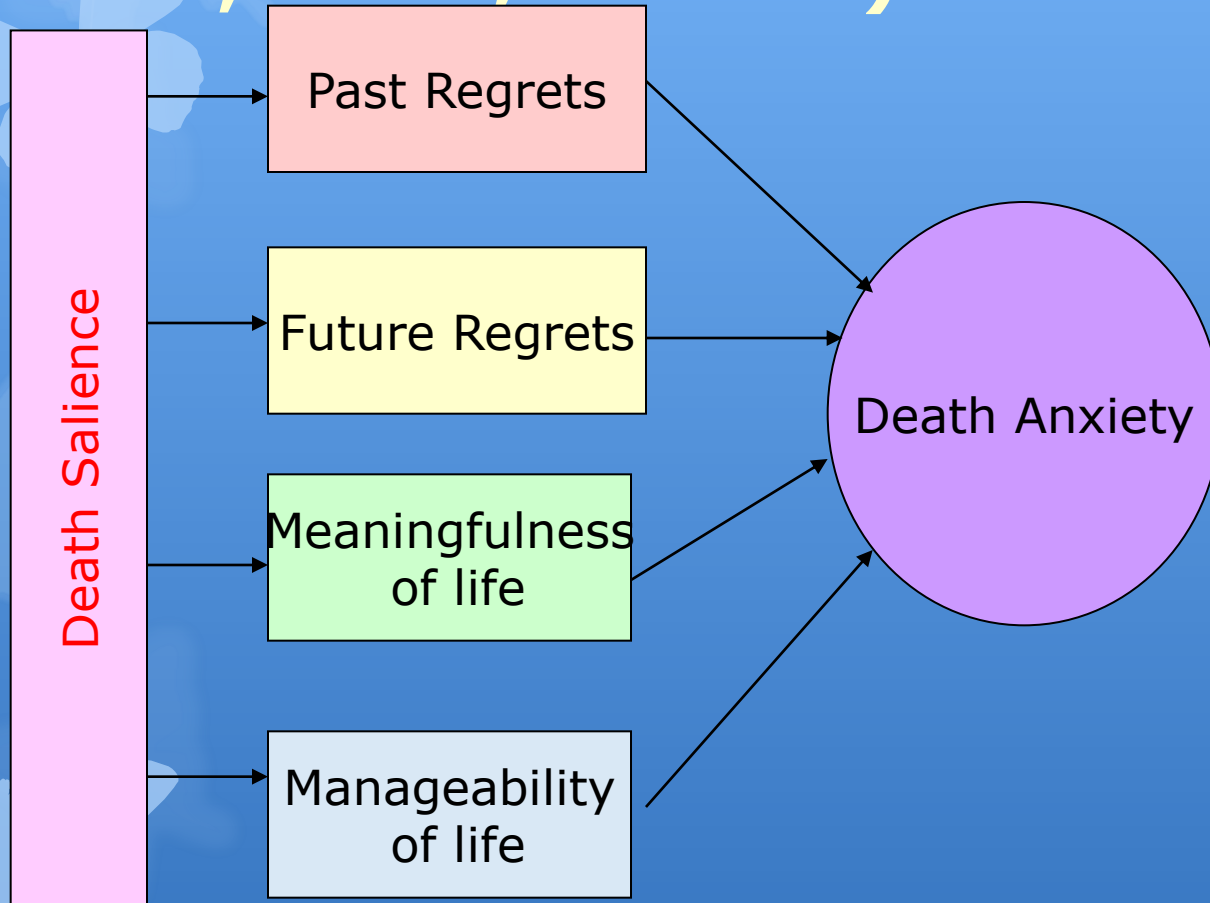 Death Salience
Past Regrets
Future Regrets
Meaningfulness
of life
Manageability
of life
Death Anxiety